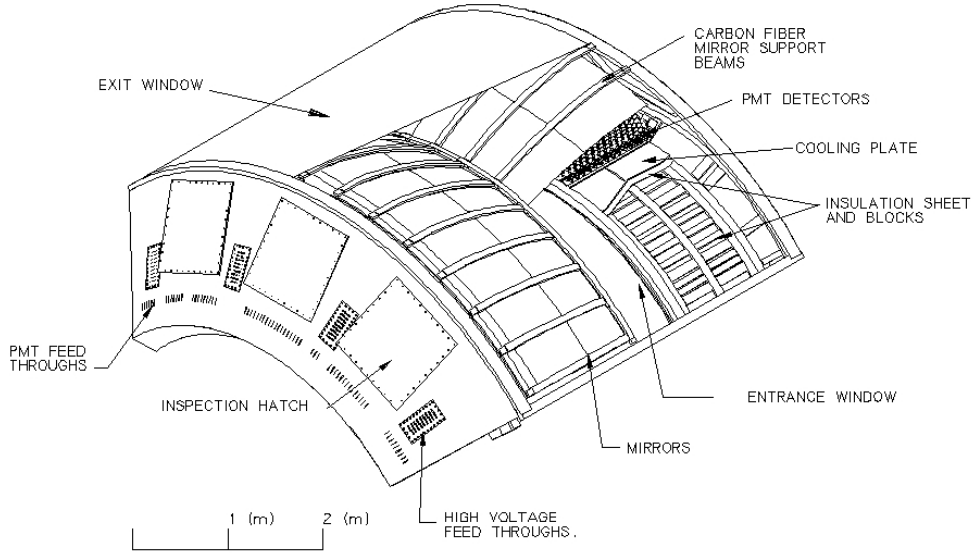 CARBON FIBER
MIRROR SUPPORT
BEAMS
EXIT WINDOW
PMT DETECTORS
COOLING PLATE
INSULATION SHEET
AND BLOCKS
PMT FEED
THROUGHS
INSPECTION HATCH
ENTRANCE WINDOW
MIRRORS
1 (m)
2 (m)
HIGH VOLTAGE
FEED THROUGHS.